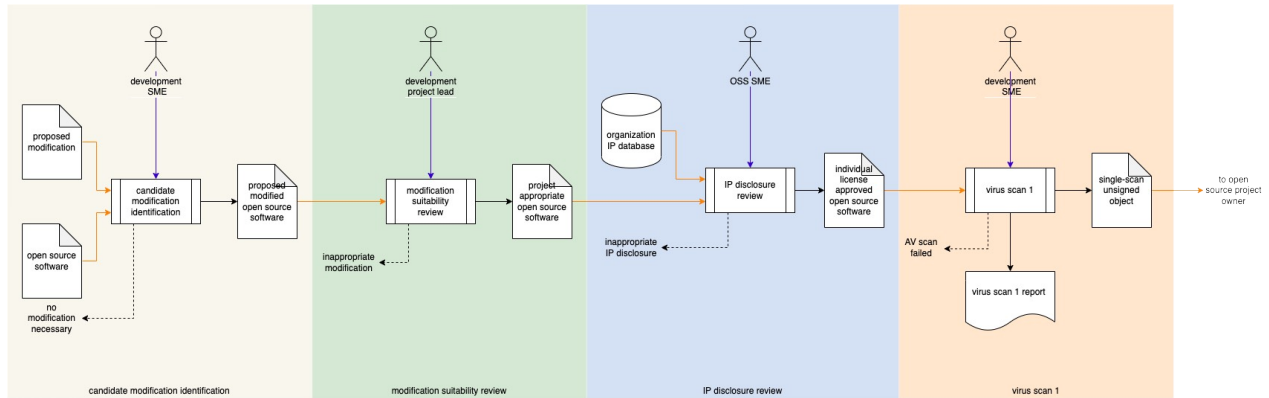 development
SME
proposed
modification
open source
software
candidate
modification
identification
no
modification
necessary
proposed
modified
open source
software
candidate modification identification
development
project lead
modification
suitability
review
inappropriate
modification
project
appropriate
open source
software
modification suitability review
OSS SME
organization
IP database
IP disclosure
review
inappropriate
IP disclosure
individual
license
approved
open source
software
IP disclosure review
development
SME
virus scan 1
AV scan
failed
virus scan 1 report
single-scan
unsigned
object
virus scan 1
to open
source project
owner